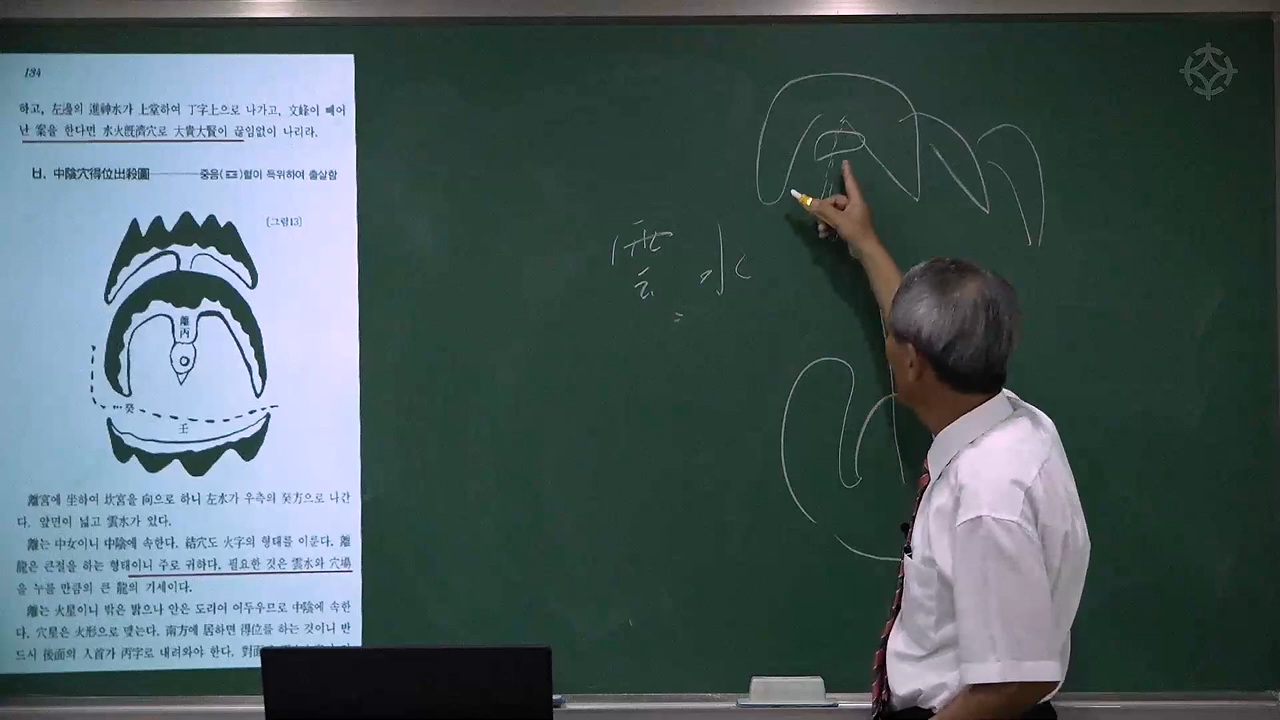 134
하고, 左邊의 進神水가 上堂하여 丁字上으로 나가고, 文峰이 빼어
난 案을 한다면 水火旣濟穴로 大貴大賢이 끊임없이 나리라.
ㅂ. 中陰穴得位出殺圖 ──── 중음(☲)혈이 득위하여 출살함
[그림13]
離
丙
癸
壬
離宮에 坐하여 坎宮을 向으로 하니 左水가 우측의 癸方으로 나간
다. 앞면이 넓고 雲水가 있다.
離는 中女이니 中陰에 속한다. 結穴도 火字의 형태를 이룬다. 離
龍은 큰절을 하는 형태이니 주로 귀하다. 필요한 것은 雲水와 穴場
을 누를 만큼의 큰 龍의 기세이다.
離는 火星이니 밖은 밝으나 안은 도리어 어두우므로 中陰에 속한
다. 穴星은 火形으로 맺는다. 南方에 居하면 得位를 하는 것이니 반
드시 後面의 人首가 丙字로 내려와야 한다. 對面
雲 水